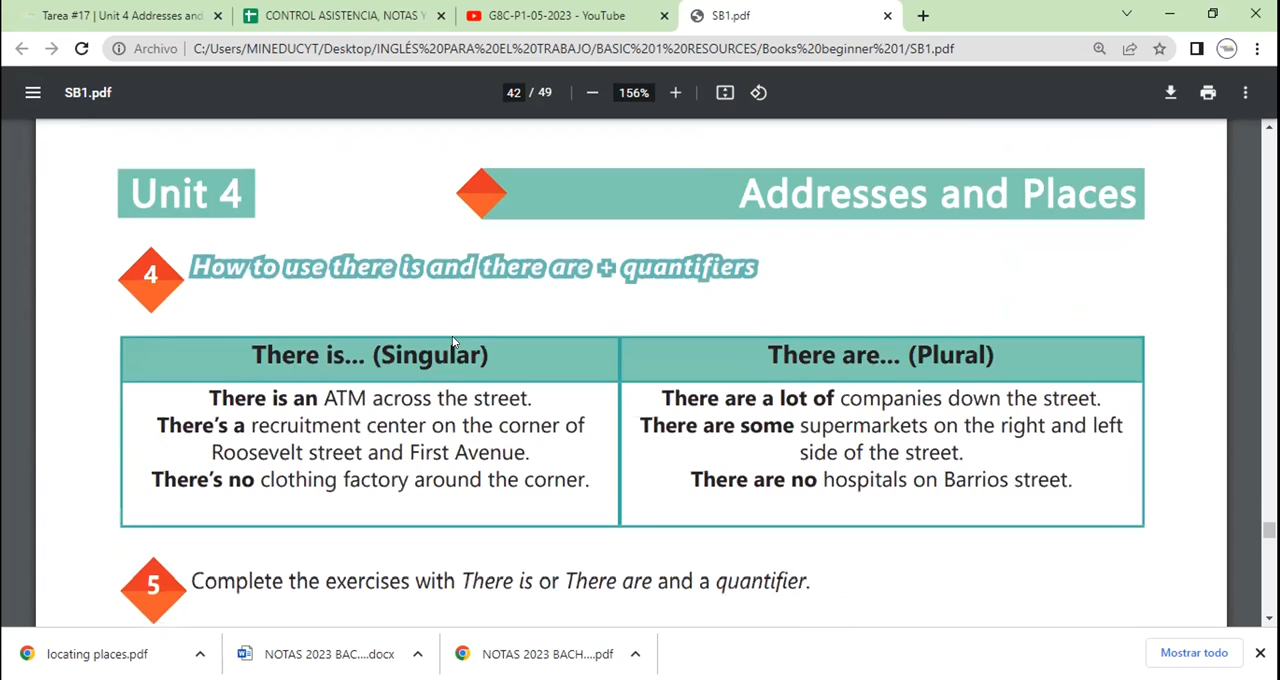 Tarea #17 | Unit 4 Addresses and
CONTROL ASISTENCIA, NOTAS Y
G8C-P1-05-2023 - YouTube
SB1.pdf
Archivo
C:/Users/MINEDUCYT/Desktop/INGLÉS%20PARA%20EL%20TRABAJO/BASIC%201%20RESOURCES/Books%20beginner%201/SB1.pdf
SB1.pdf
42 / 49
156%
Unit 4
Addresses and Places
4
How to use there is and there are + quantifiers
There is... (Singular)
There are... (Plural)
There is an ATM across the street.
There's a recruitment center on the corner of
Roosevelt street and First Avenue.
There's no clothing factory around the corner.
There are a lot of companies down the street.
There are some supermarkets on the right and left
side of the street.
There are no hospitals on Barrios street.
5
Complete the exercises with There is or There are and a quantifier.
locating places.pdf
NOTAS 2023 BAC....docx
NOTAS 2023 BACH....pdf
Mostrar todo